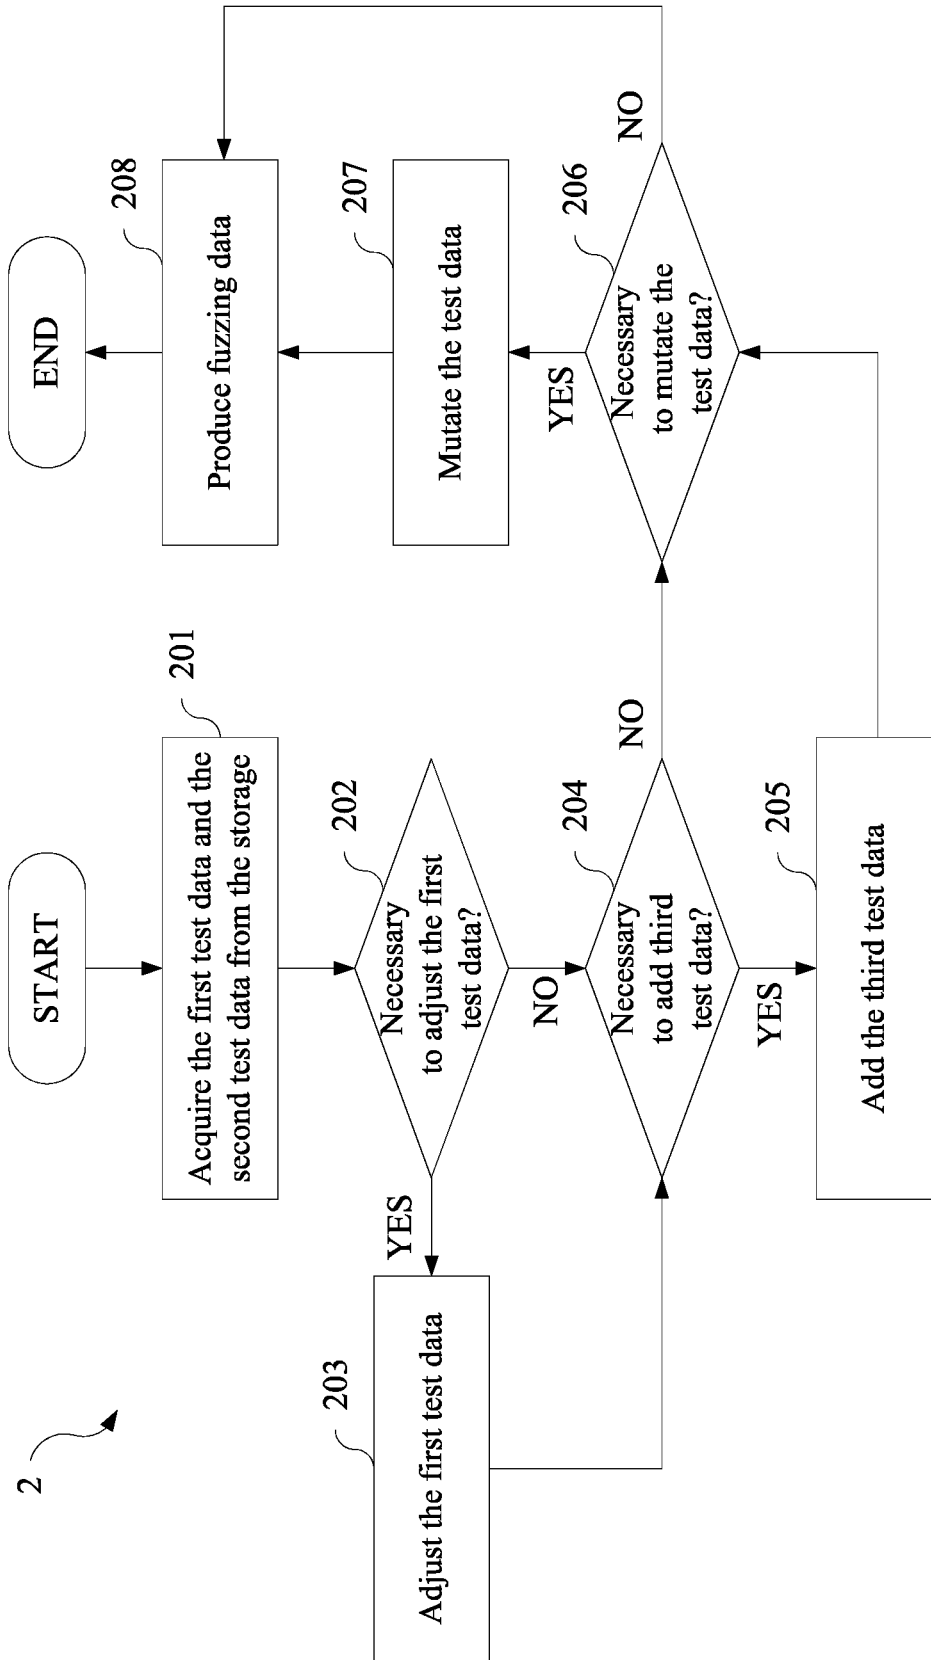 2
START
201
Acquire the first test data and the
second test data from the storage
202
Necessary
to adjust the first
test data?
YES
NO
203
Adjust the first test data
204
Necessary
to add third
test data?
NO
YES
205
Add the third test data
206
Necessary
to mutate the
test data?
YES
NO
207
Mutate the test data
208
Produce fuzzing data
END